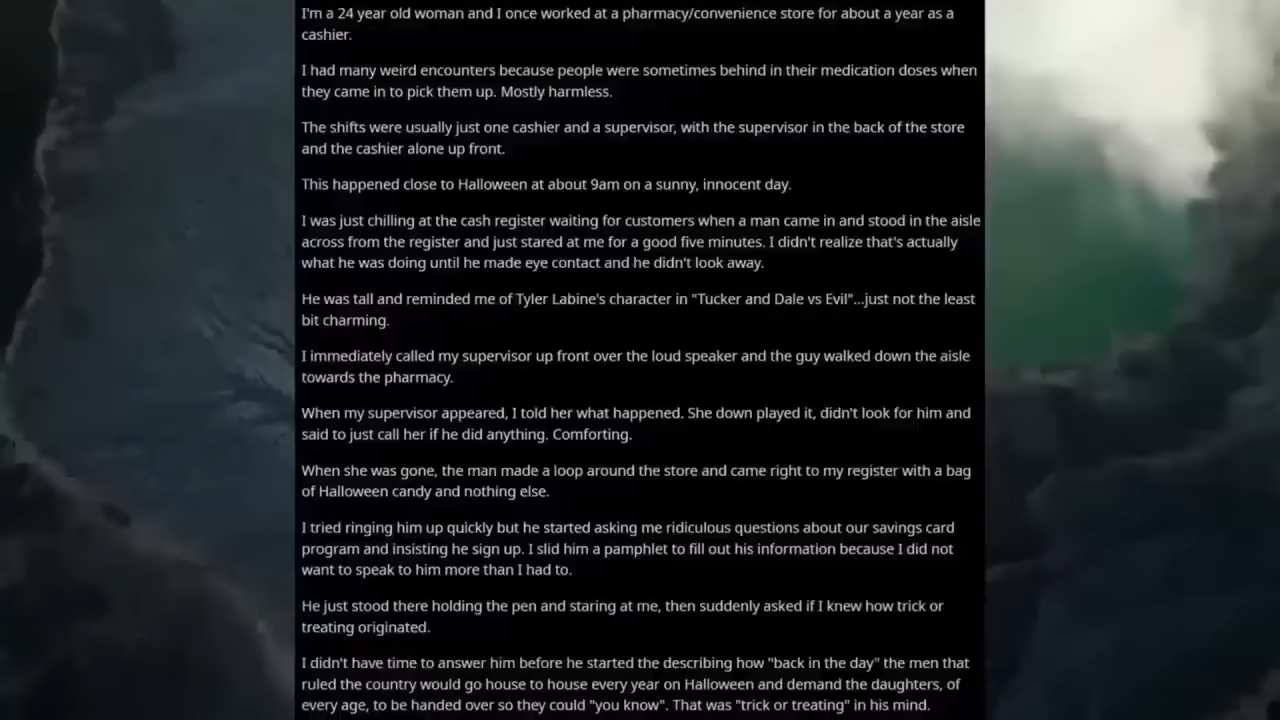 I'm a 24 year old woman and I once worked at a pharmacy/convenience store for about a year as a
cashier.
I had many weird encounters because people were sometimes behind in their medication doses when
they came in to pick them up. Mostly harmless.
The shifts were usually just one cashier and a supervisor, with the supervisor in the back of the store
and the cashier alone up front.
This happened close to Halloween at about 9am on a sunny, innocent day.
I was just chilling at the cash register waiting for customers when a man came in and stood in the aisle
across from the register and just stared at me for a good five minutes. I didn't realize that's actually
what he was doing until he made eye contact and he didn't look away.
He was tall and reminded me of Tyler Labine's character in "Tucker and Dale vs Evil"...just not the least
bit charming.
I immediately called my supervisor up front over the loud speaker and the guy walked down the aisle
towards the pharmacy.
When my supervisor appeared, I told her what happened. She down played it, didn't look for him and
said to just call her if he did anything. Comforting.
When she was gone, the man made a loop around the store and came right to my register with a bag
of Halloween candy and nothing else.
I tried ringing him up quickly but he started asking me ridiculous questions about our savings card
program and insisting he sign up. I slid him a pamphlet to fill out his information because I did not
want to speak to him more than I had to.
He just stood there holding the pen and staring at me, then suddenly asked if I knew how trick or
treating originated.
I didn't have time to answer him before he started the describing how "back in the day" the men that
ruled the country would go house to house every year on Halloween and demand the daughters, of
every age, to be handed over so they could "you know". That was "trick or treating" in his mind.